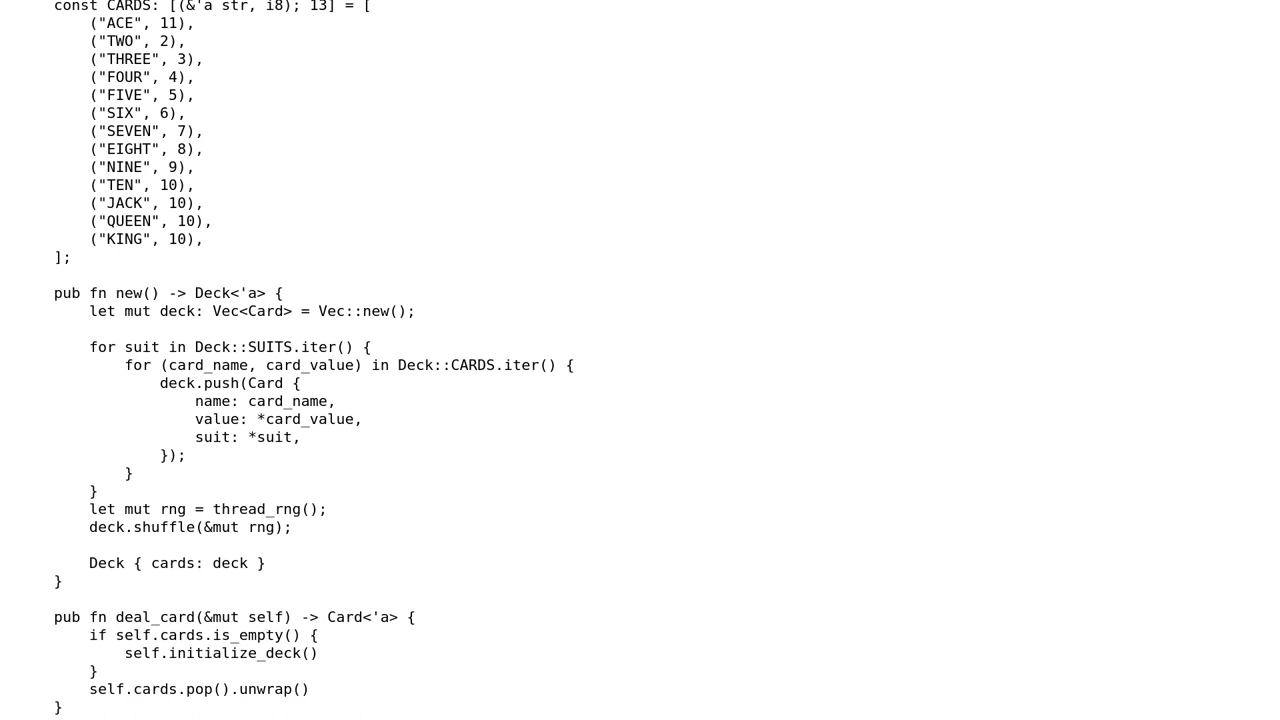 const CARDS: [(&'a str, i8); 13] = [
("ACE", 11),
("TWO", 2),
("THREE", 3),
("FOUR", 4),
("FIVE", 5),
("SIX", 6),
("SEVEN", 7),
("EIGHT", 8),
("NINE", 9),
("TEN", 10),
("JACK", 10),
("QUEEN", 10),
("KING", 10),
];
pub fn new() -> Deck<'a> {
let mut deck: Vec<Card> = Vec::new();
for suit in Deck::SUITS.iter() {
for (card_name, card_value) in Deck::CARDS.iter() {
deck.push(Card {
name: card_name,
value: *card_value,
suit: *suit,
});
}
}
let mut rng = thread_rng();
deck.shuffle(&mut rng);
Deck { cards: deck }
}
pub fn deal_card(&mut self) -> Card<'a> {
if self.cards.is_empty() {
self.initialize_deck()
}
self.cards.pop().unwrap()
}